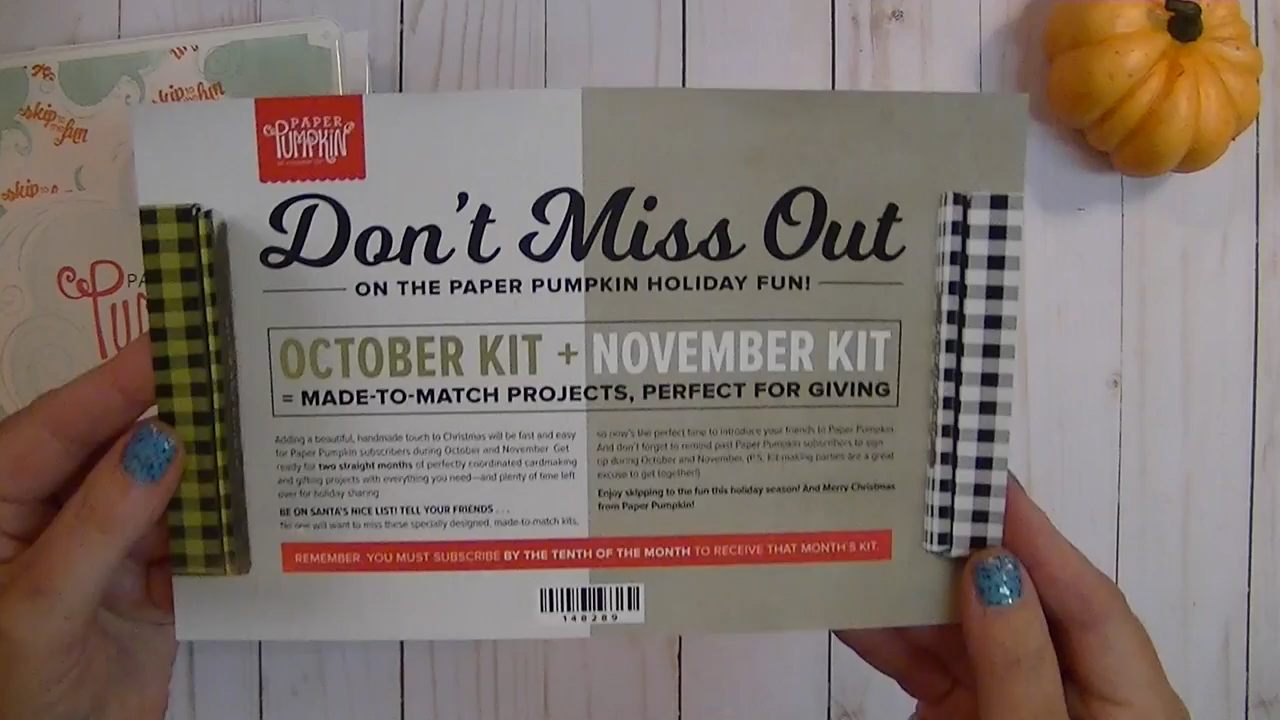 skip to the fun
skip to the fun
skip to
PAPER
PUMPKIN
Don't Miss Out
ON THE PAPER PUMPKIN HOLIDAY FUN!
OCTOBER KIT + NOVEMBER KIT
= MADE-TO-MATCH PROJECTS, PERFECT FOR GIVING
Adding a beautiful, handmade touch to Christmas will be fast and easy
for Paper Pumpkin subscribers during October and November. Get
ready for two straight months of perfectly coordinated cardmaking
and gifting projects with everything you need—and plenty of time left
over for holiday sharing.
BE ON SANTA'S NICE LIST! TELL YOUR FRIENDS . . .
No one will want to miss these specially designed, made-to-match kits,
so now's the perfect time to introduce your friends to Paper Pumpkin.
And don't forget to remind past Paper Pumpkin subscribers to sign
up during October and November. (P.S. Kit-making parties are a great
excuse to get together!)
Enjoy skipping to the fun this holiday season! And Merry Christmas
from Paper Pumpkin!
REMEMBER: YOU MUST SUBSCRIBE BY THE TENTH OF THE MONTH TO RECEIVE THAT MONTH'S KIT.
148289